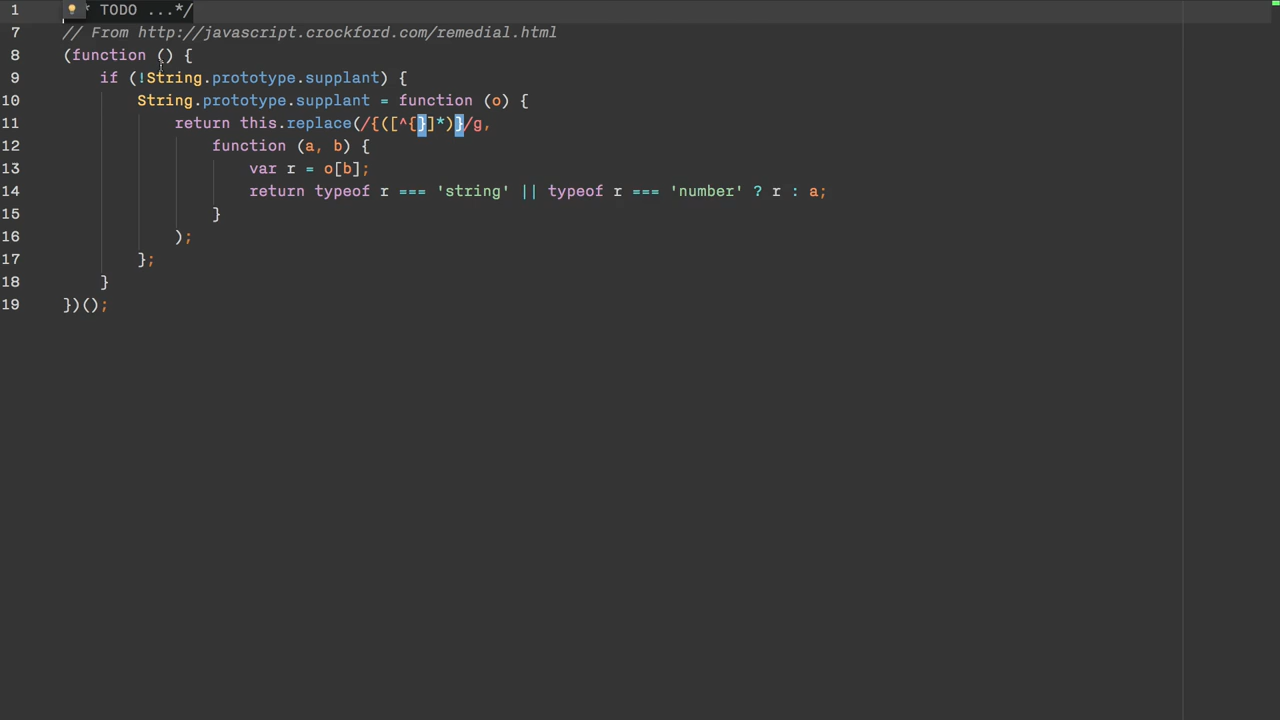 1 * TODO ...*/
7 // From http://javascript.crockford.com/remedial.html
8 (function () {
9 if (!String.prototype.supplant) {
10 String.prototype.supplant = function (o) {
11 return this.replace(/{([^{}]*)}/g,
12 function (a, b) {
13 var r = o[b];
14 return typeof r === 'string' || typeof r === 'number' ? r : a;
15 }
16 );
17 };
18 }
19 })();